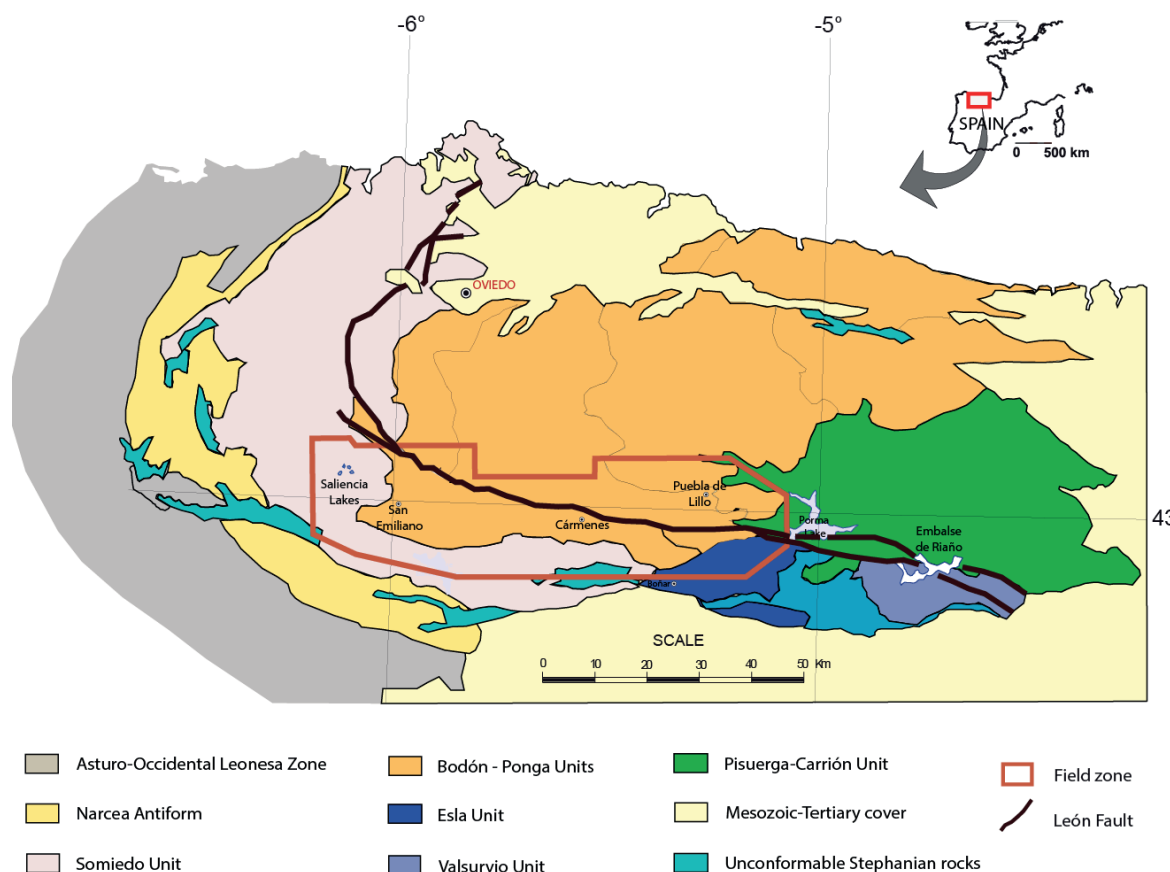 -6°
-5°
SPAIN
0 500 km
OVIEDO
Saliencia
Lakes
San
Emiliano
Cármenes
Puebla de
Lillo
Porma
Lake
Embalse
de Riaño
43
Boñar
SCALE
0 10 20 30 40 50 Km
Asturo-Occidental Leonesa Zone
Narcea Antiform
Somiedo Unit
Bodón - Ponga Units
Esla Unit
Valsurvio Unit
Pisuerga-Carrión Unit
Mesozoic-Tertiary cover
Unconformable Stephanian rocks
Field zone
León Fault